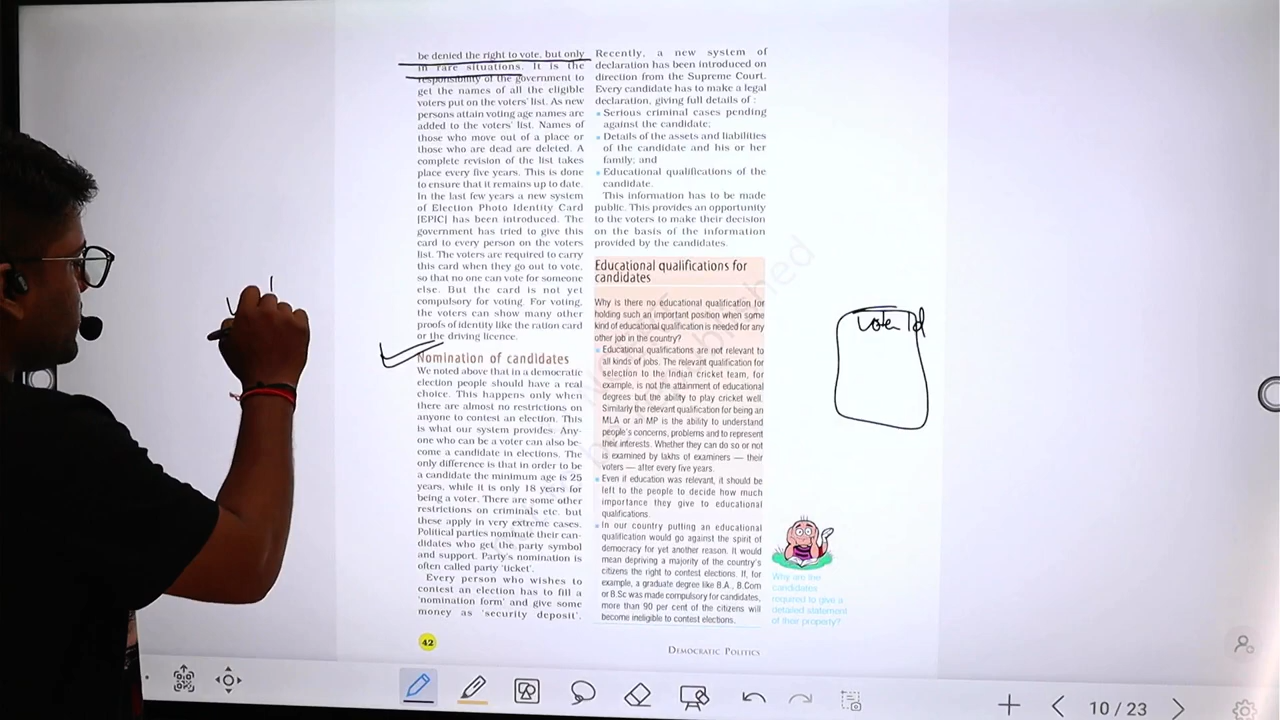 be denied the right to vote, but only
in rare situations. It is the
responsibility of the government to
get the names of all the eligible
voters put on the voters' list. As new
persons attain voting age names are
added to the voters' list. Names of
those who move out of a place or
those who are dead are deleted. A
complete revision of the list takes
place every five years. This is done
to ensure that it remains up to date.
In the last few years a new system
of Election Photo Identity Card
[EPIC] has been introduced. The
government has tried to give this
card to every person on the voters
list. The voters are required to carry
this card when they go out to vote,
so that no one can vote for someone
else. But the card is not yet
compulsory for voting. For voting,
the voters can show many other
proofs of identity like the ration card
or the driving licence.
Nomination of candidates
We noted above that in a democratic
election people should have a real
choice. This happens only when
there are almost no restrictions on
anyone to contest an election. This
is what our system provides. Any-
one who can be a voter can also be-
come a candidate in elections. The
only difference is that in order to be
a candidate the minimum age is 25
years, while it is only 18 years for
being a voter. There are some other
restrictions on criminals etc. but
these apply in very extreme cases.
Political parties nominate their can-
didates who get the party symbol
and support. Party's nomination is
often called party 'ticket'.
Every person who wishes to
contest an election has to fill a
'nomination form' and give some
money as 'security deposit'.
Recently, a new system of
declaration has been introduced on
direction from the Supreme Court.
Every candidate has to make a legal
declaration, giving full details of :
• Serious criminal cases pending
against the candidate;
• Details of the assets and liabilities
of the candidate and his or her
family; and
• Educational qualifications of the
candidate.
This information has to be made
public. This provides an opportunity
to the voters to make their decision
on the basis of the information
provided by the candidates.
Educational qualifications for
candidates
Why is there no educational qualification for
holding such an important position when some
kind of educational qualification is needed for any
other job in the country?
• Educational qualifications are not relevant to
all kinds of jobs. The relevant qualification for
selection to the Indian cricket team, for
example, is not the attainment of educational
degrees but the ability to play cricket well.
Similarly the relevant qualification for being an
MLA or an MP is the ability to understand
people's concerns, problems and to represent
their interests. Whether they can do so or not
is examined by lakhs of examiners — their
voters — after every five years.
• Even if education was relevant, it should be
left to the people to decide how much
importance they give to educational
qualifications.
• In our country putting an educational
qualification would go against the spirit of
democracy for yet another reason. It would
mean depriving a majority of the country's
citizens the right to contest elections. If, for
example, a graduate degree like B.A., B.Com
or B.Sc was made compulsory for candidates,
more than 90 per cent of the citizens will
become ineligible to contest elections.
voter Id
Why are the
candidates
required to give a
detailed statement
of their property?
42
DEMOCRATIC POLITICS
10 / 23